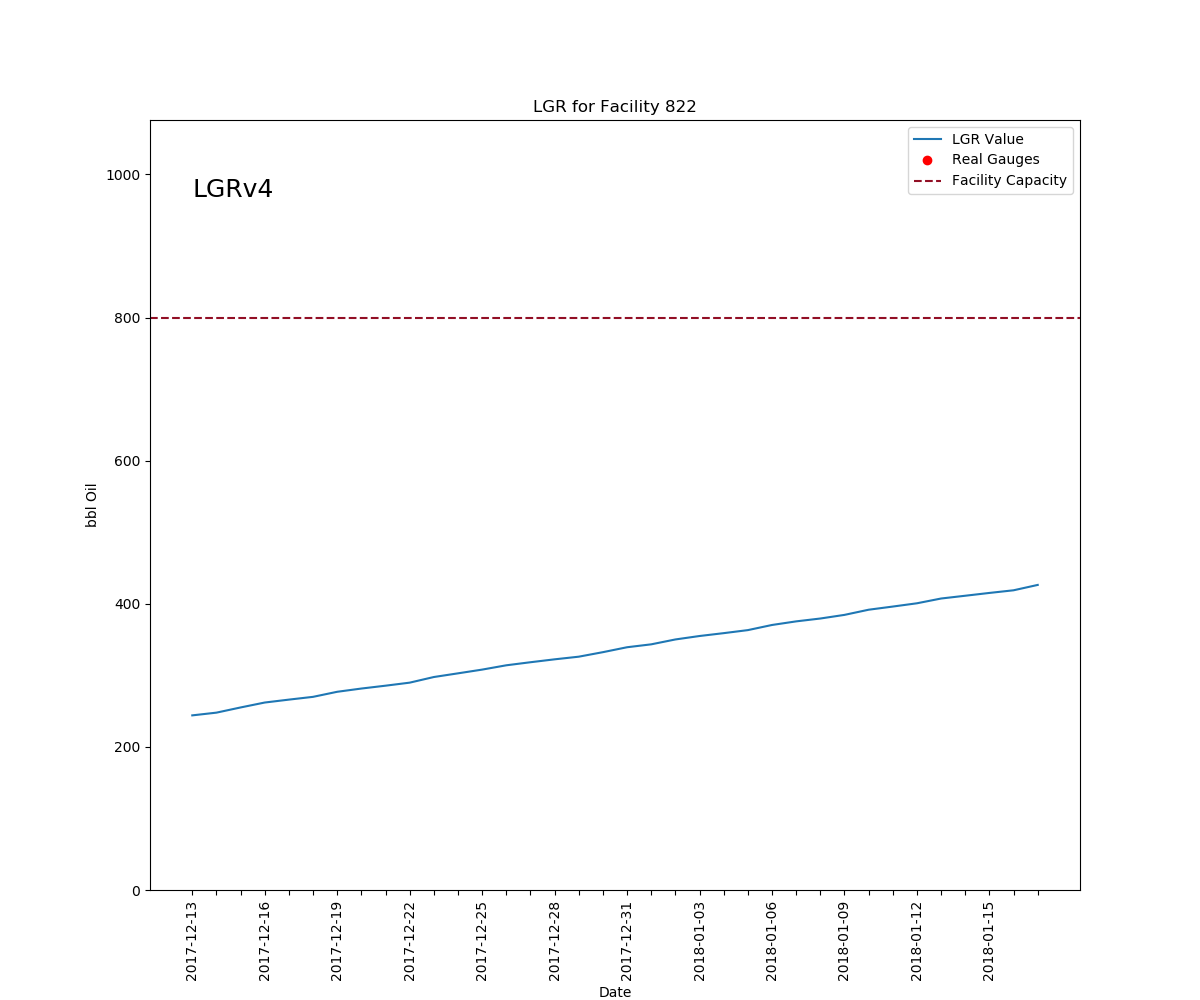 LGR for Facility 822
LGR Value
Real Gauges
Facility Capacity
LGRv4
1000
800
600
400
200
0
bbl Oil
2017-12-13
2017-12-16
2017-12-19
2017-12-22
2017-12-25
2017-12-28
2017-12-31
2018-01-03
2018-01-06
2018-01-09
2018-01-12
2018-01-15
Date